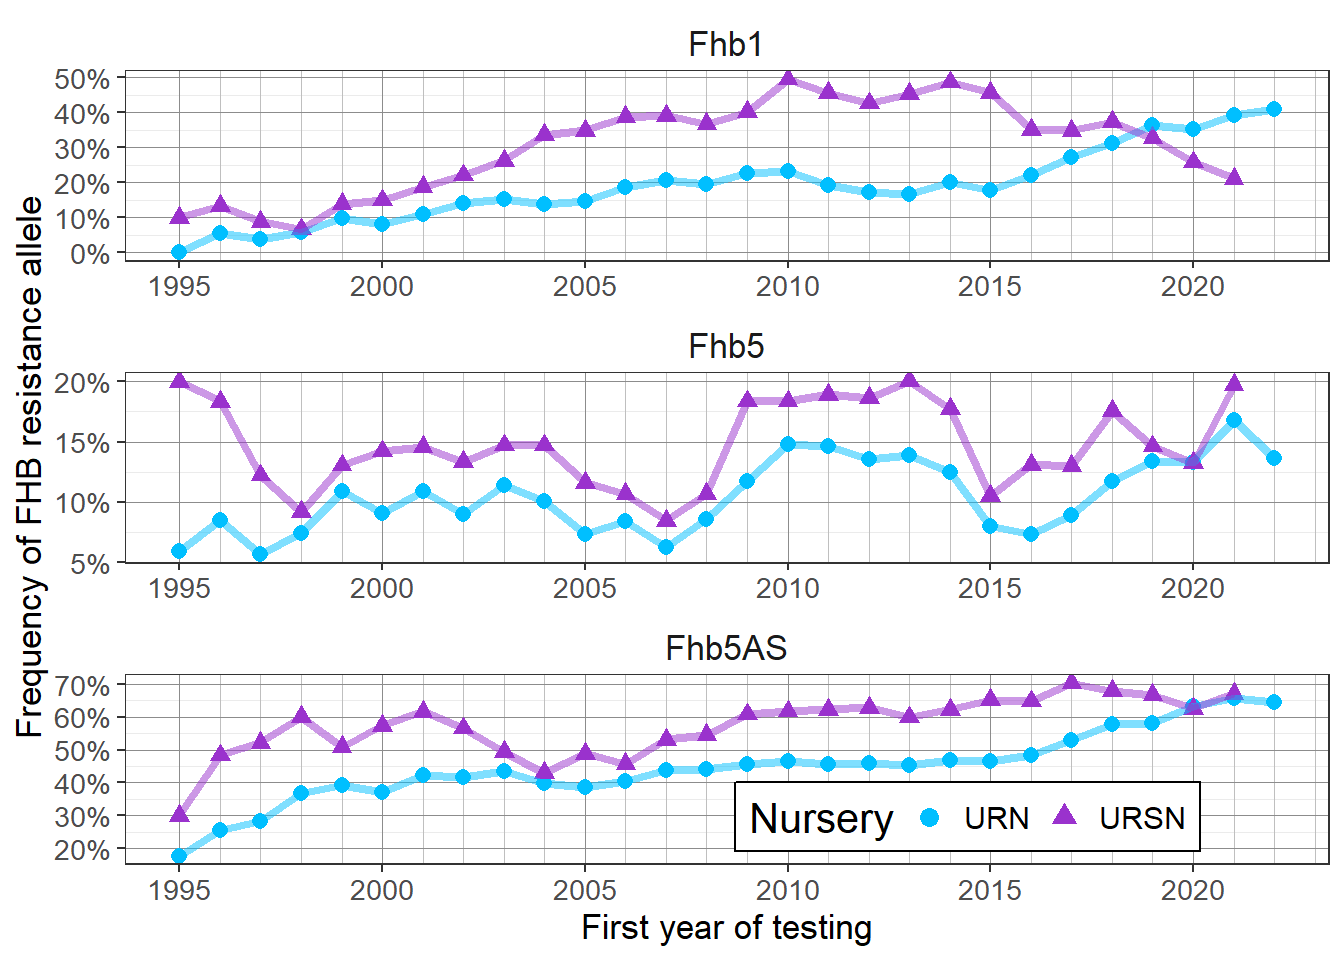 Frequency of FHB resistance allele
Fhb1
50%
40%
30%
20%
10%
0%
1995 2000 2005 2010 2015 2020
Fhb5
20%
15%
10%
5%
1995 2000 2005 2010 2015 2020
Fhb5AS
70%
60%
50%
40%
30%
20%
Nursery URN URSN
1995 2000 2005 2010 2015 2020
First year of testing